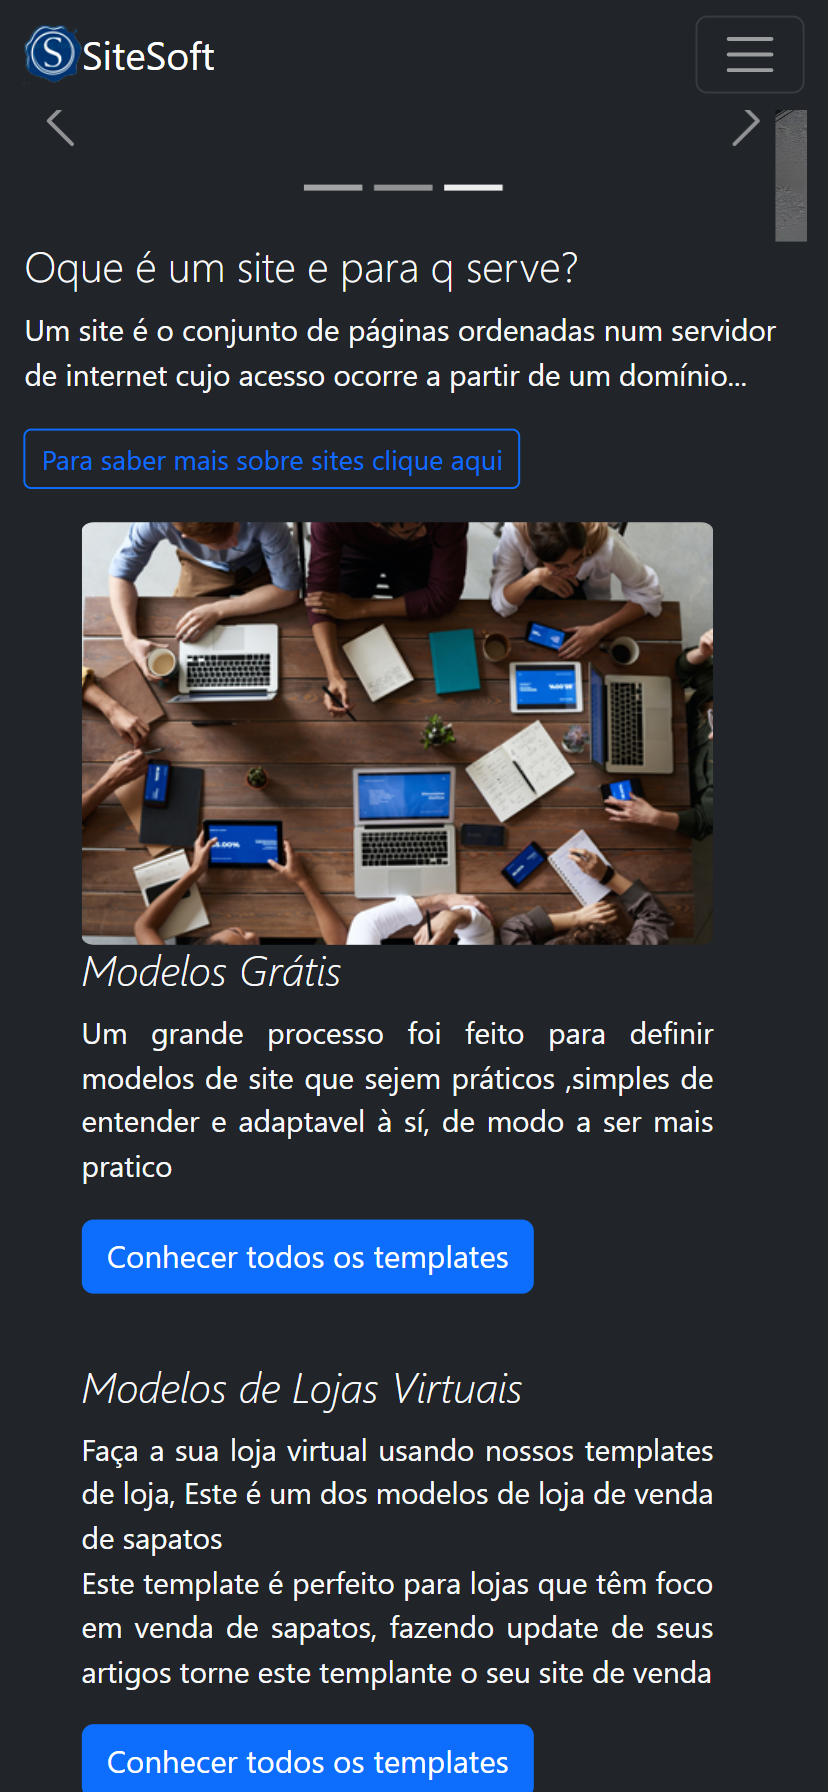 SiteSoft
Oque é um site e para q serve?
Um site é o conjunto de páginas ordenadas num servidor
de internet cujo acesso ocorre a partir de um domínio...
Para saber mais sobre sites clique aqui
Modelos Grátis
Um grande processo foi feito para definir
modelos de site que sejem práticos ,simples de
entender e adaptavel à sí, de modo a ser mais
pratico
Conhecer todos os templates
Modelos de Lojas Virtuais
Faça a sua loja virtual usando nossos templates
de loja, Este é um dos modelos de loja de venda
de sapatos
Este template é perfeito para lojas que têm foco
em venda de sapatos, fazendo update de seus
artigos torne este templante o seu site de venda
Conhecer todos os templates